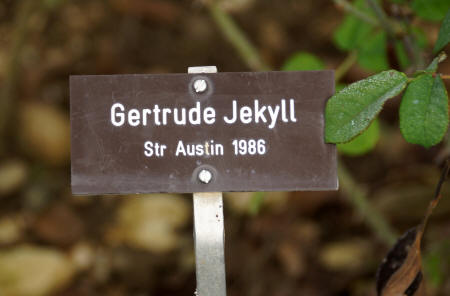 Gertrude Jekyll
Str Austin 1986